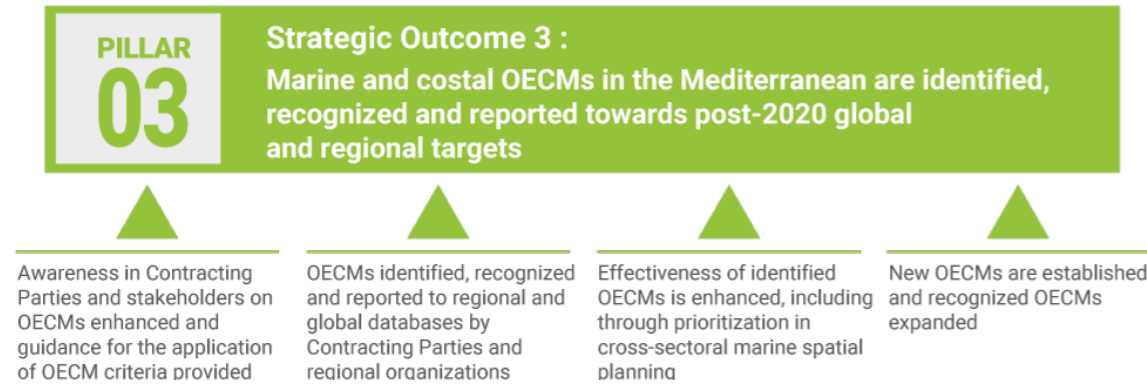 PILLAR
03
Strategic Outcome 3 :
Marine and costal OECMs in the Mediterranean are identified,
recognized and reported towards post-2020 global
and regional targets
Awareness in Contracting
Parties and stakeholders on
OECMs enhanced and
guidance for the application
of OECM criteria provided
OECMs identified, recognized
and reported to regional and
global databases by
Contracting Parties and
regional organizations
Effectiveness of identified
OECMs is enhanced, including
through prioritization in
cross-sectoral marine spatial
planning
New OECMs are established
and recognized OECMs
expanded